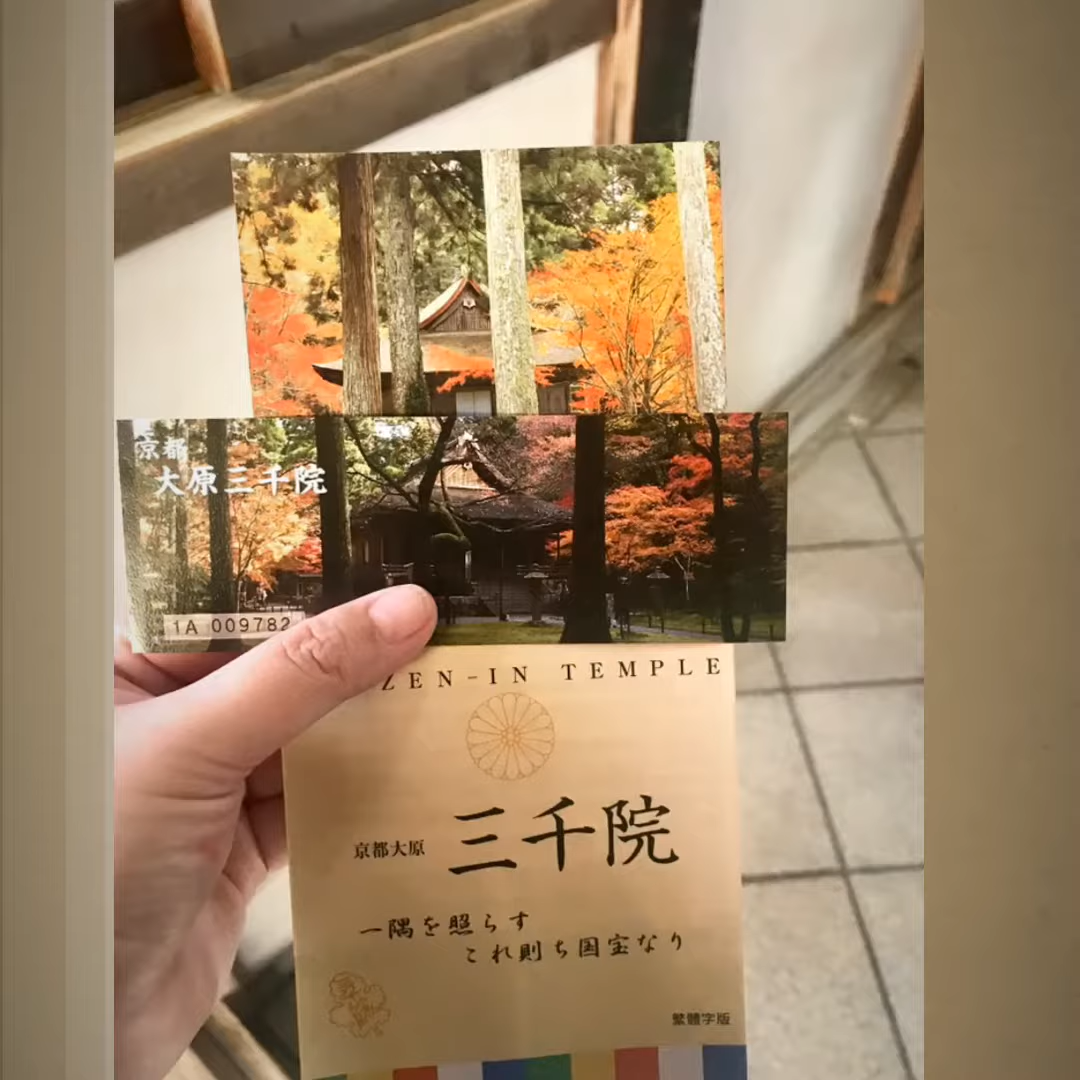 京都
大原三千院
1A 009782
ZEN-IN TEMPLE
京都大原 三千院
一隅を照らす
これ則ち国宝なり
繁體字版